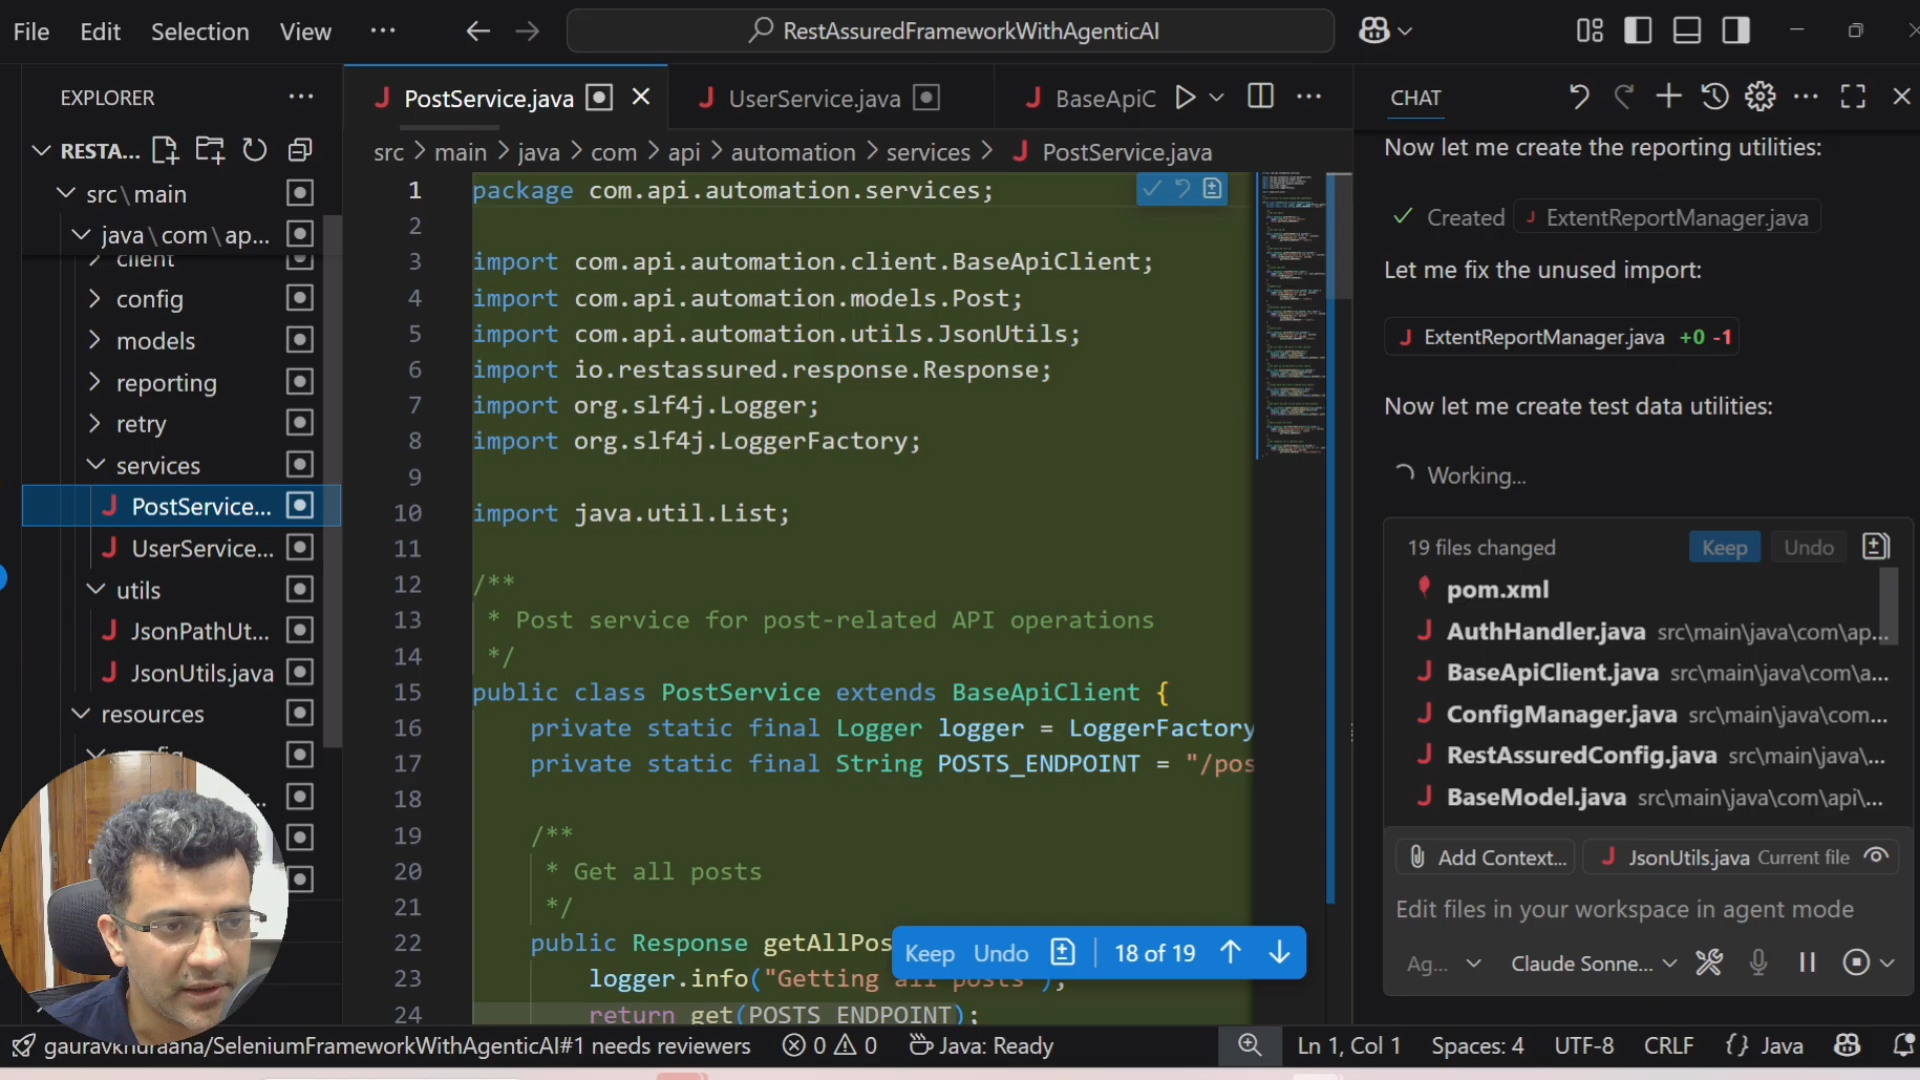 File Edit Selection View ··· RestAssuredFrameworkWithAgenticAI
EXPLORER ···
RESTA...
src\main
java\com\ap...
client
config
models
reporting
retry
services
PostService...
UserService...
utils
JsonPathUt...
JsonUtils.java
resources
PostService.java UserService.java BaseApiC ···
src > main > java > com > api > automation > services > PostService.java
1 package com.api.automation.services;
2
3 import com.api.automation.client.BaseApiClient;
4 import com.api.automation.models.Post;
5 import com.api.automation.utils.JsonUtils;
6 import io.restassured.response.Response;
7 import org.slf4j.Logger;
8 import org.slf4j.LoggerFactory;
9
10 import java.util.List;
11
12 /**
13 * Post service for post-related API operations
14 */
15 public class PostService extends BaseApiClient {
16 private static final Logger logger = LoggerFactory
17 private static final String POSTS_ENDPOINT = "/pos
18
19 /**
20 * Get all posts
21 */
22 public Response getAllPos
23 logger.info("Getting all posts");
24 return get(POSTS_ENDPOINT);
Keep Undo 18 of 19
CHAT ···
Now let me create the reporting utilities:
Created ExtentReportManager.java
Let me fix the unused import:
ExtentReportManager.java +0 -1
Now let me create test data utilities:
Working...
19 files changed Keep Undo
pom.xml
AuthHandler.java src\main\java\com\ap...
BaseApiClient.java src\main\java\com\a...
ConfigManager.java src\main\java\com...
RestAssuredConfig.java src\main\java\...
BaseModel.java src\main\java\com\api\...
Add Context... JsonUtils.java Current file
Edit files in your workspace in agent mode
Ag... Claude Sonne...
gauravkhuraana/SeleniumFrameworkWithAgenticAI#1 needs reviewers 0 0 Java: Ready Ln 1, Col 1 Spaces: 4 UTF-8 CRLF {} Java